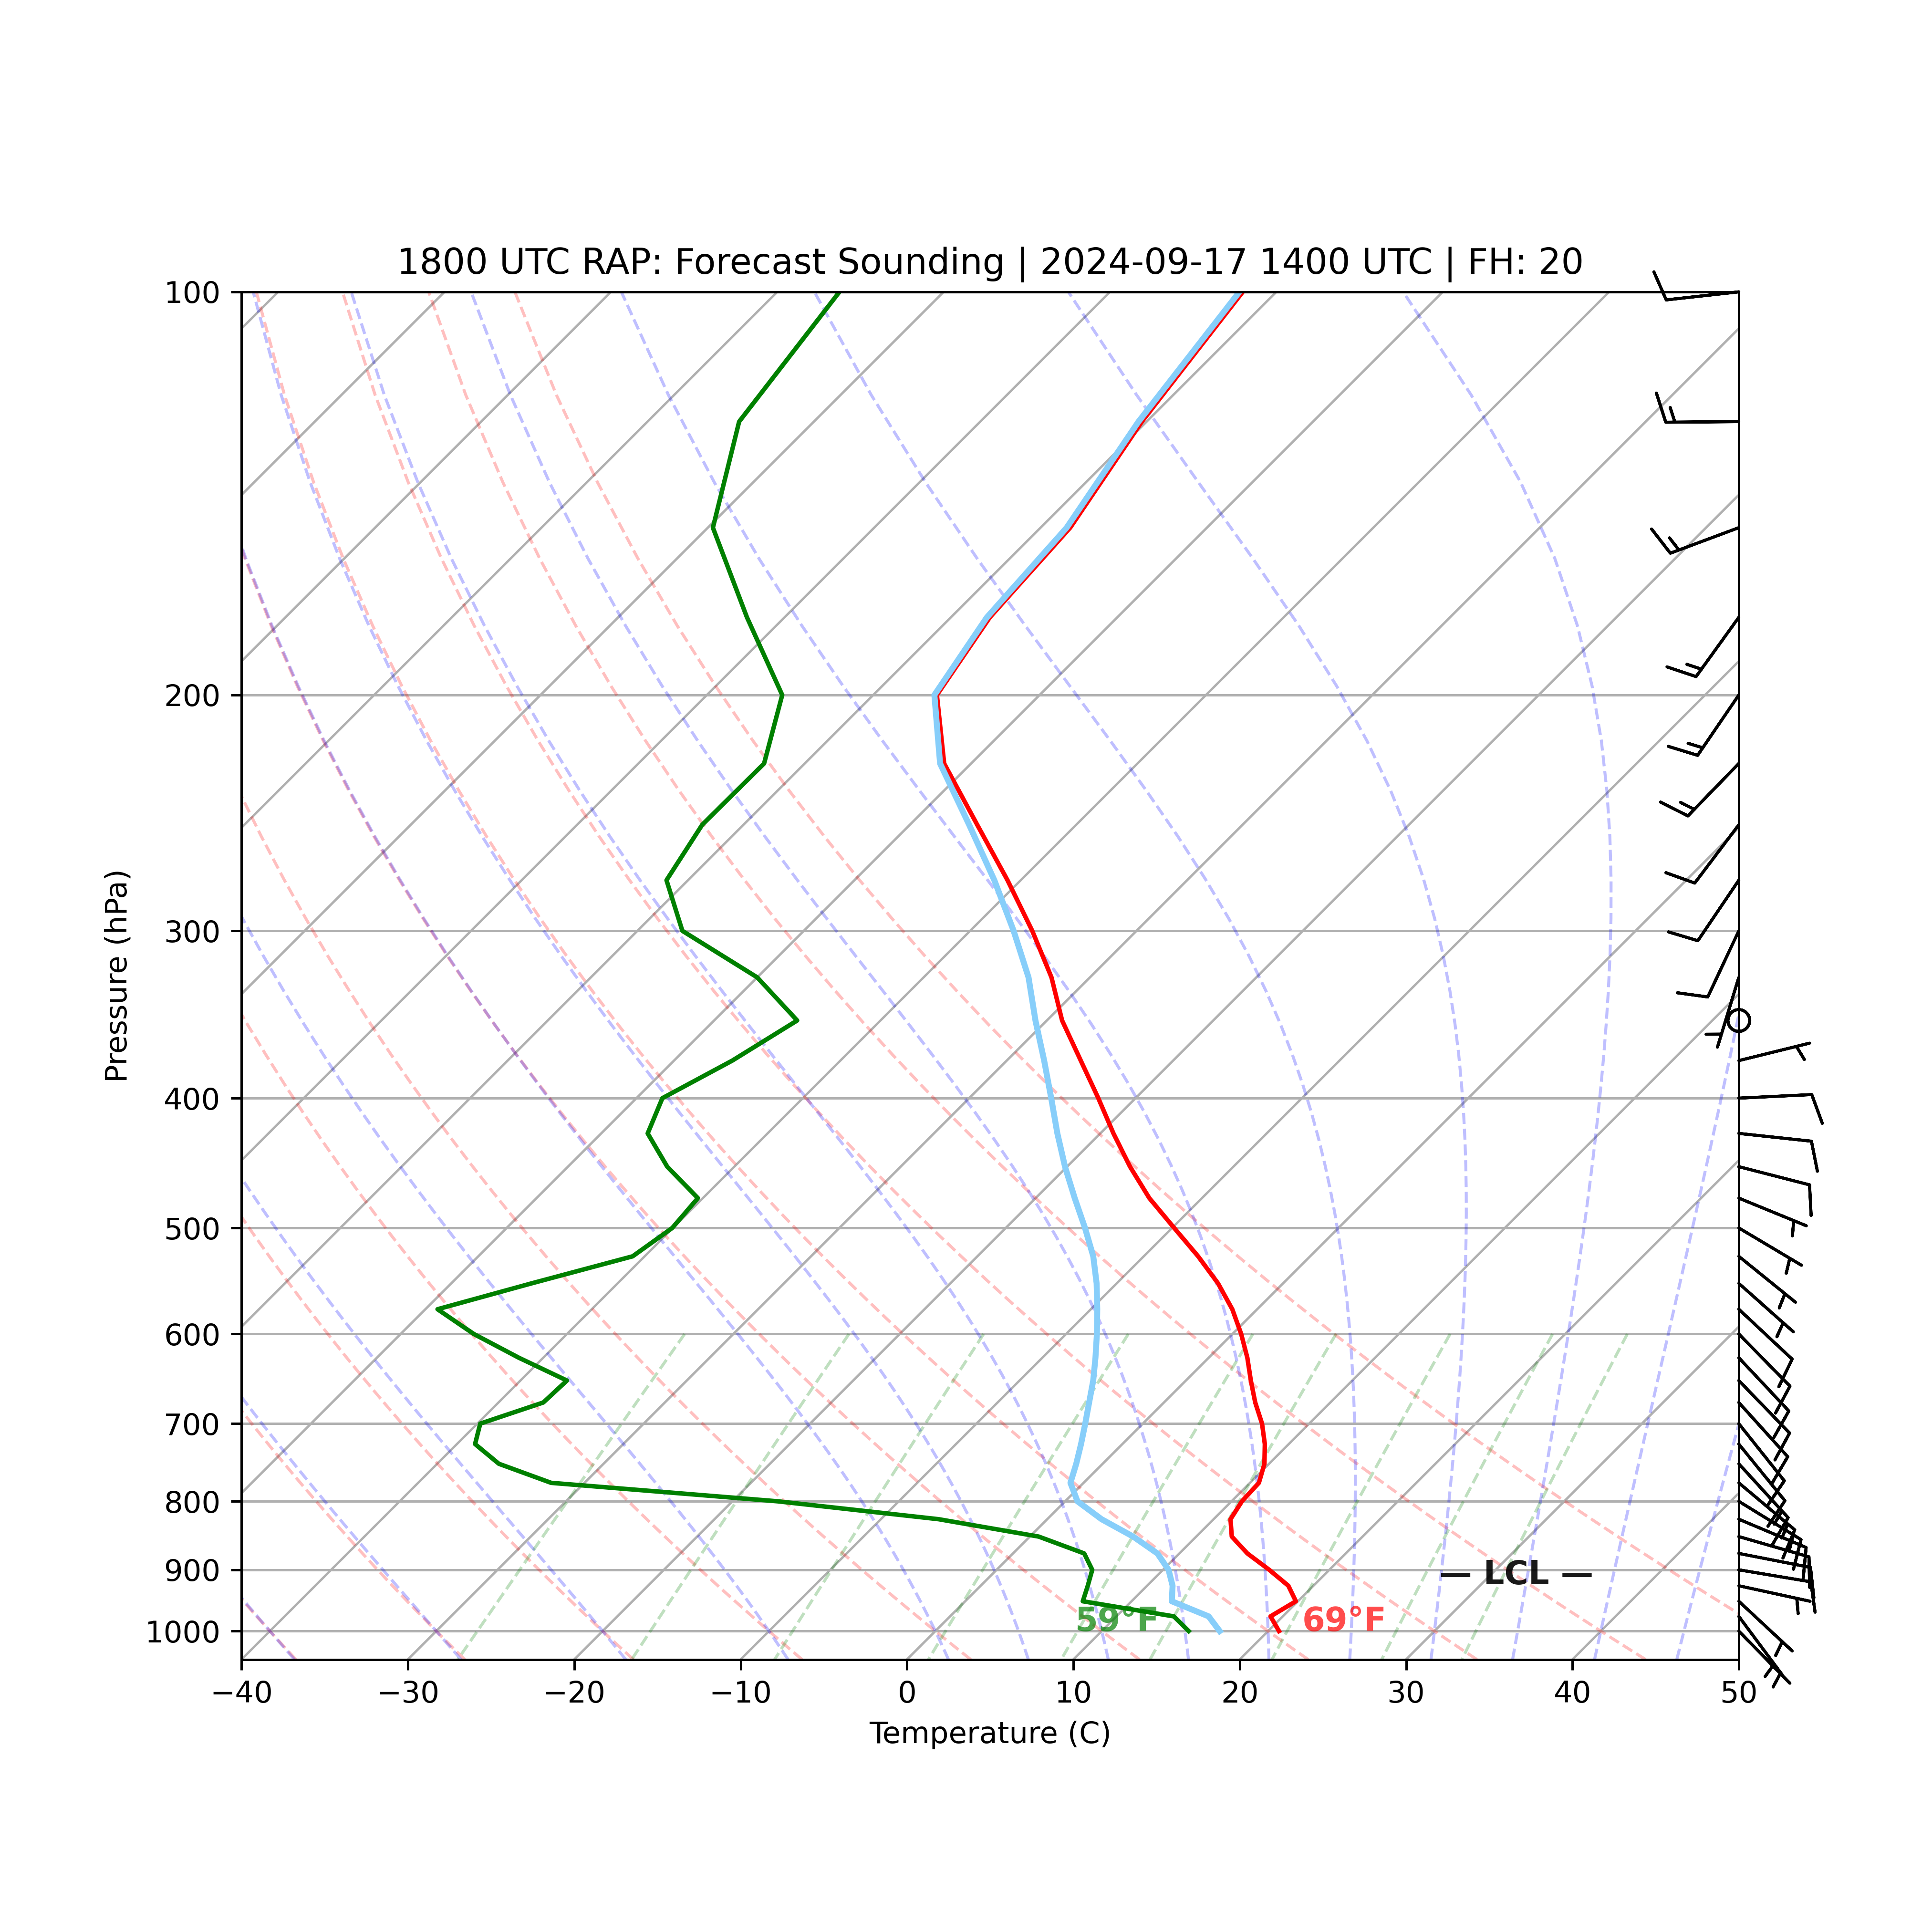 1800 UTC RAP: Forecast Sounding | 2024-09-17 1400 UTC | FH: 20
100
200
300
400
500
600
700
800
900
1000
Pressure (hPa)
— LCL —
59°F
69°F
−40 −30 −20 −10 0 10 20 30 40 50
Temperature (C)